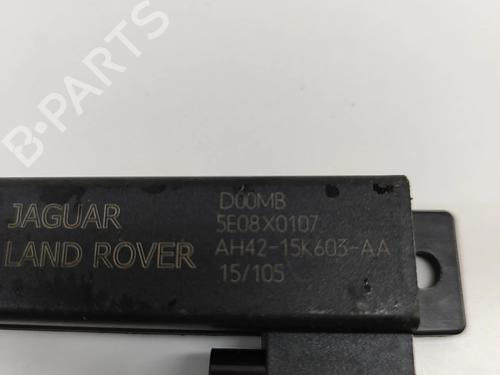 B-PARTS
JAGUAR
LAND ROVER
D00MB
5E08X0107
AH42-15K603-AA
15/105